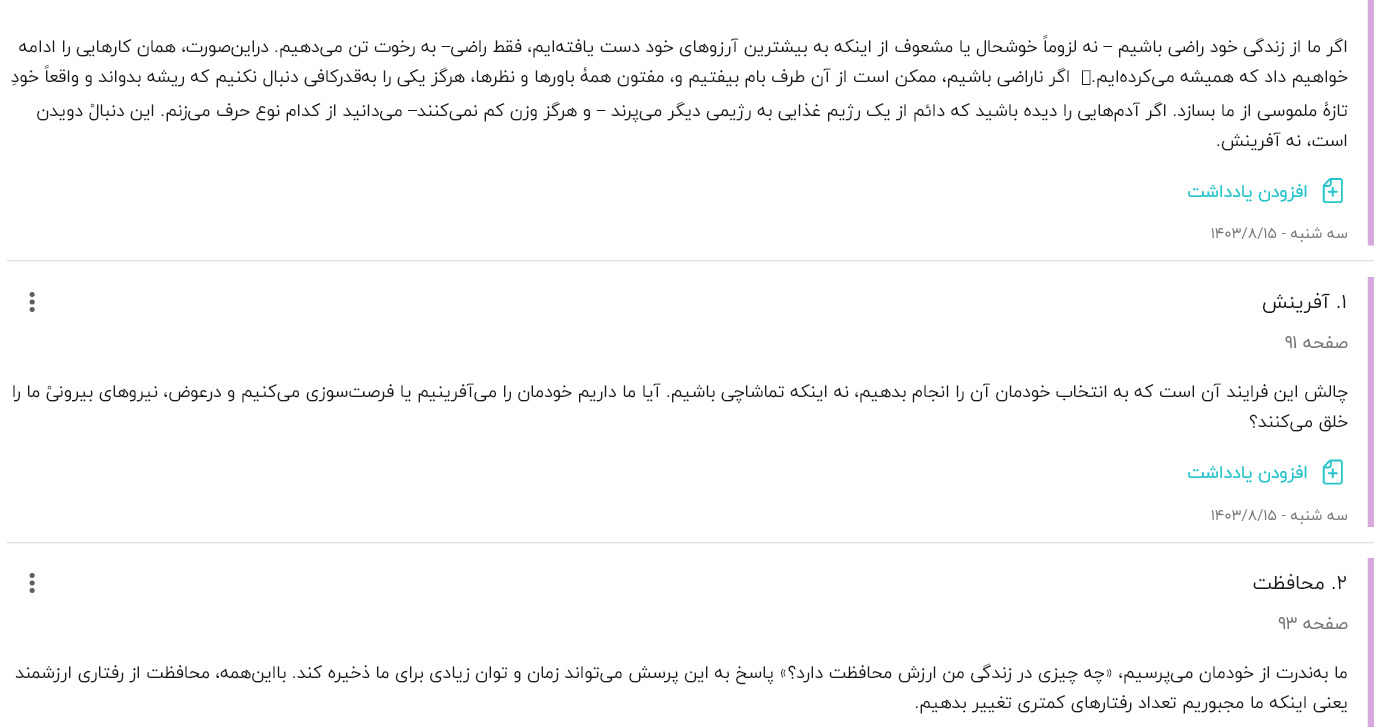 اگر ما از زندگی خود راضی باشیم – نه لزوماً خوشحال یا مشعوف از اینکه به بیشترین آرزوهای خود دست یافته‌ایم، فقط راضی– به رخوت تن می‌دهیم. دراین‌صورت، همان کارهایی را ادامه
خواهیم داد که همیشه می‌کرده‌ایم. اگر ناراضی باشیم، ممکن است از آن طرف بام بیفتیم و، مفتون همهٔ باورها و نظرها، هرگز یکی را به‌قدرکافی دنبال نکنیم که ریشه بدواند و واقعاً خودِ
تازهٔ ملموسی از ما بسازد. اگر آدم‌هایی را دیده باشید که دائم از یک رژیم غذایی به رژیمی دیگر می‌پرند – و هرگز وزن کم نمی‌کنند– می‌دانید از کدام نوع حرف می‌زنم. این دنبالْ دویدن
است، نه آفرینش.
افزودن یادداشت
سه شنبه - ۱۴۰۳/۸/۱۵
۱. آفرینش
صفحه ۹۱
چالش این فرایند آن است که به انتخاب خودمان آن را انجام بدهیم، نه اینکه تماشاچی باشیم. آیا ما داریم خودمان را می‌آفرینیم یا فرصت‌سوزی می‌کنیم و درعوض، نیروهای بیرونیْ ما را
خلق می‌کنند؟
افزودن یادداشت
سه شنبه - ۱۴۰۳/۸/۱۵
۲. محافظت
صفحه ۹۳
ما به‌ندرت از خودمان می‌پرسیم، «چه چیزی در زندگی من ارزش محافظت دارد؟» پاسخ به این پرسش می‌تواند زمان و توان زیادی برای ما ذخیره کند. بااین‌همه، محافظت از رفتاری ارزشمند
یعنی اینکه ما مجبوریم تعداد رفتارهای کمتری تغییر بدهیم.